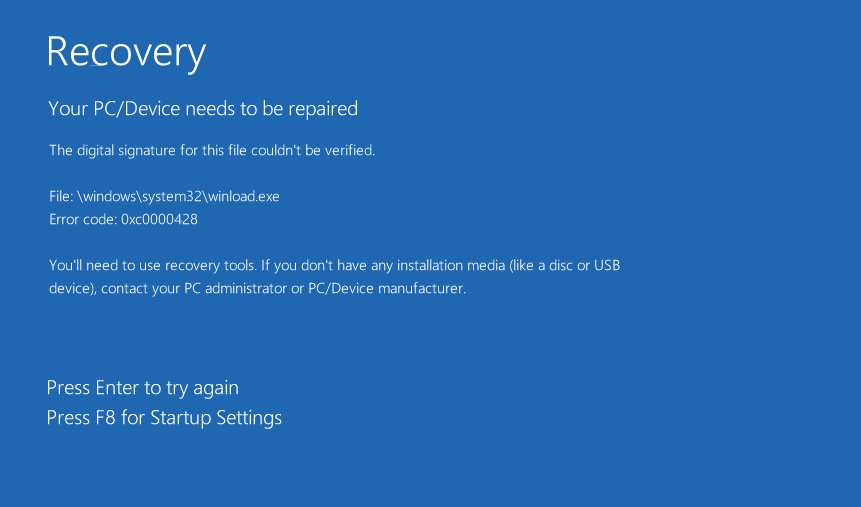 Recovery
Your PC/Device needs to be repaired
The digital signature for this file couldn't be verified.
File: \windows\system32\winload.exe
Error code: 0xc0000428
You'll need to use recovery tools. If you don't have any installation media (like a disc or USB
device), contact your PC administrator or PC/Device manufacturer.
Press Enter to try again
Press F8 for Startup Settings